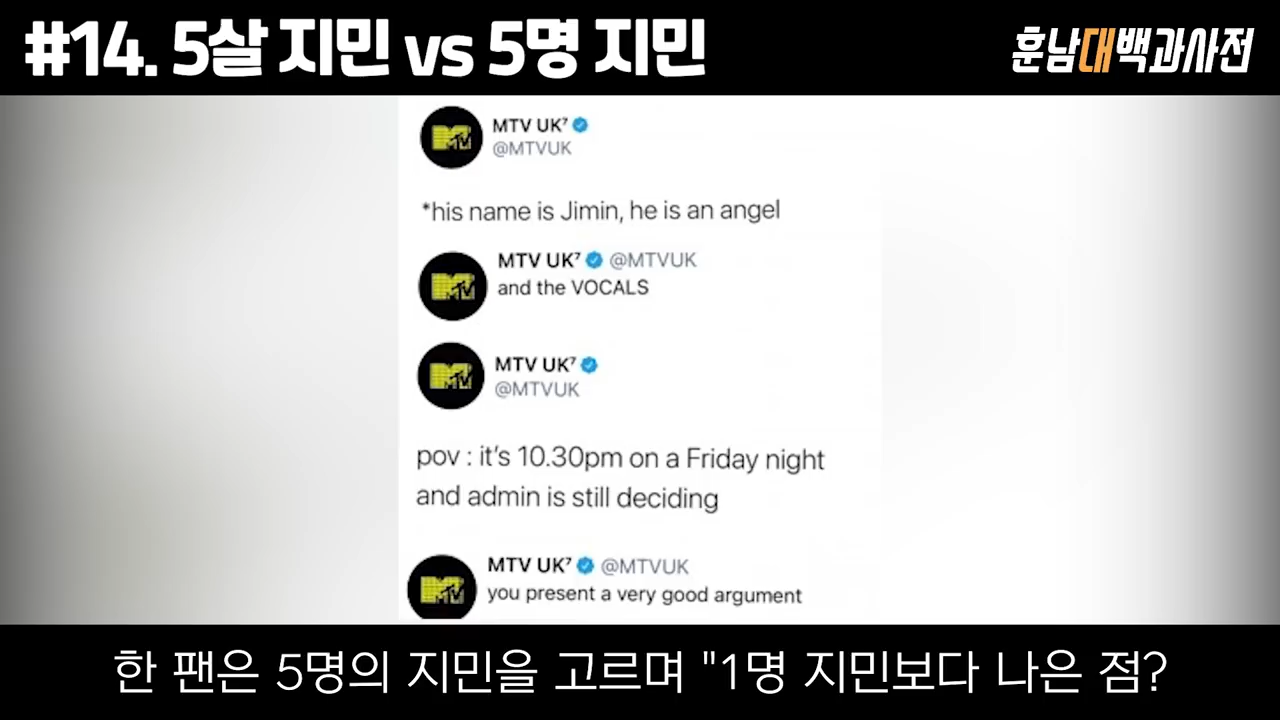 #14. 5살 지민 vs 5명 지민
훈남대백과사전
MTV UK⁷
@MTVUK
*his name is Jimin, he is an angel
MTV UK⁷ @MTVUK
and the VOCALS
MTV UK⁷
@MTVUK
pov : it's 10.30pm on a Friday night
and admin is still deciding
MTV UK⁷ @MTVUK
you present a very good argument
한 팬은 5명의 지민을 고르며 "1명 지민보다 나은 점?